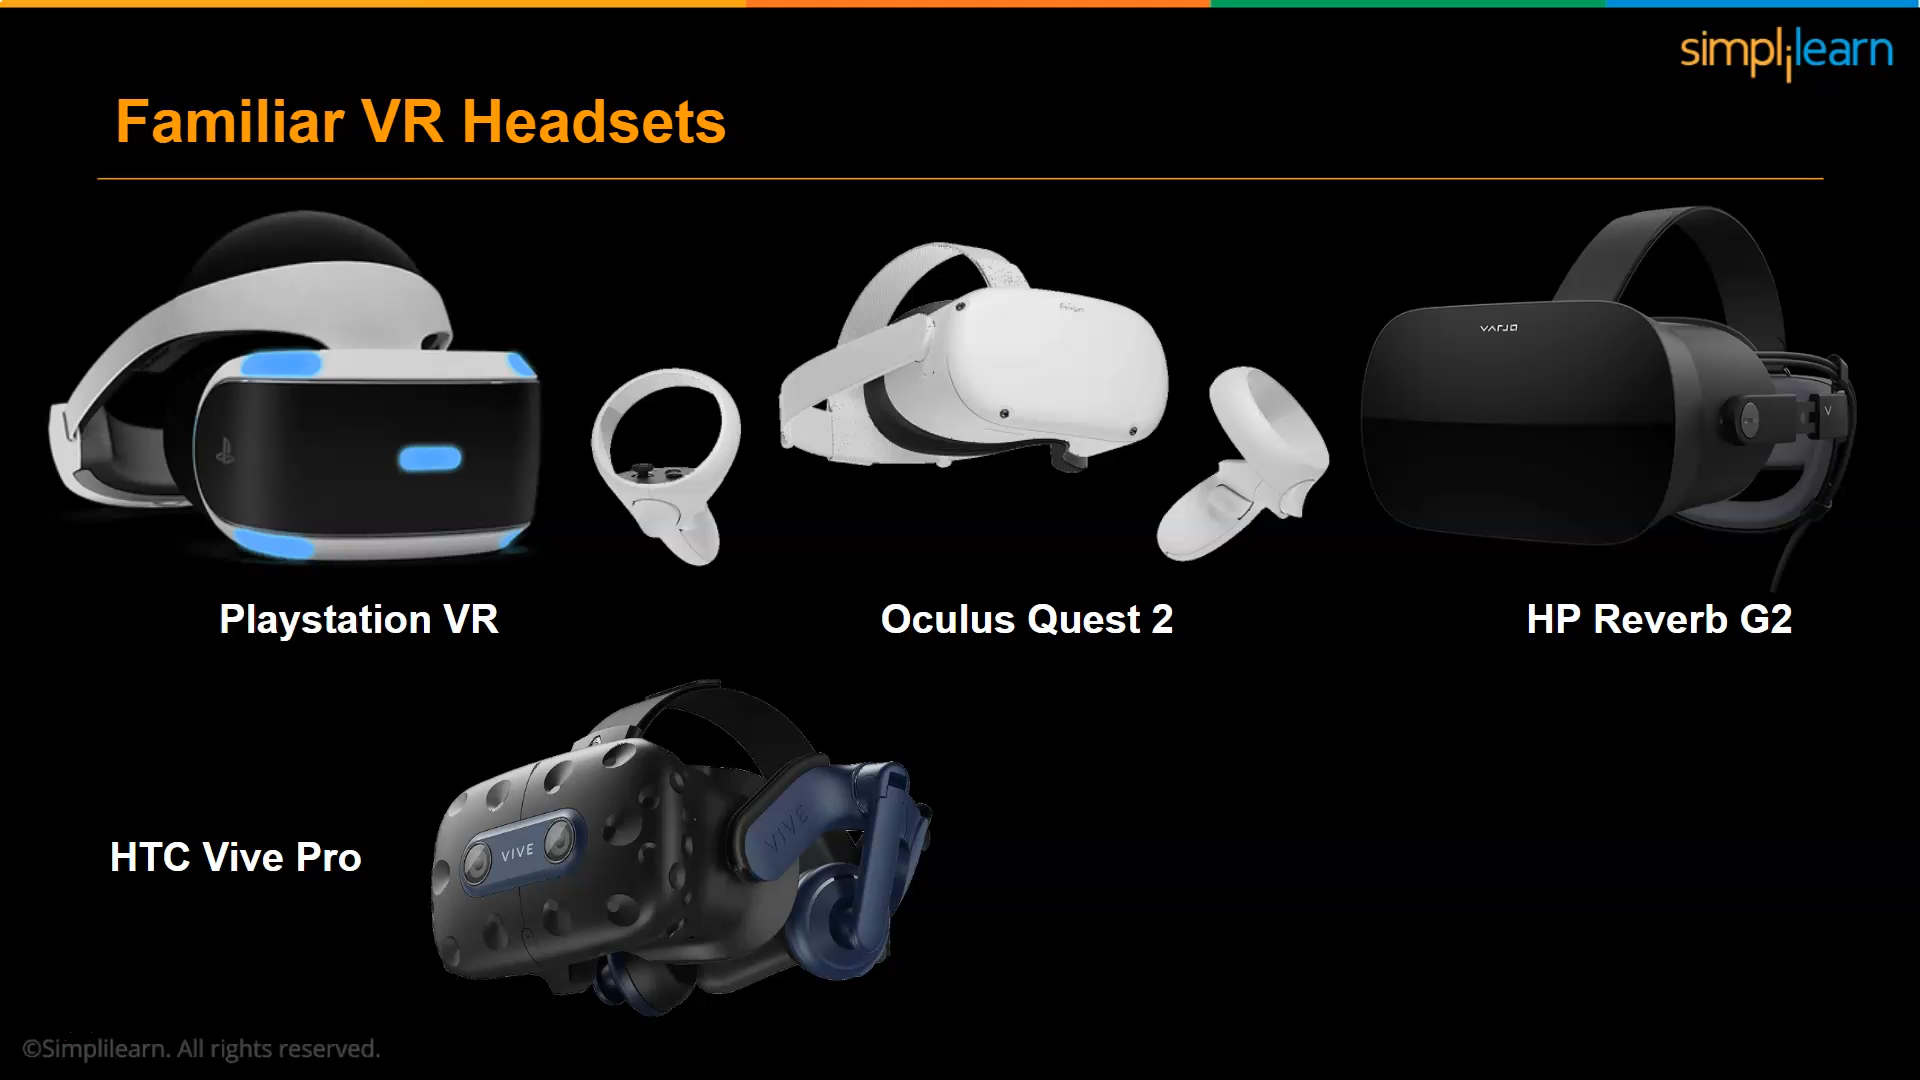 simplilearn
Familiar VR Headsets
VARJO
V
Playstation VR
Oculus Quest 2
HP Reverb G2
VIVE
VIVE
HTC Vive Pro
©Simplilearn. All rights reserved.